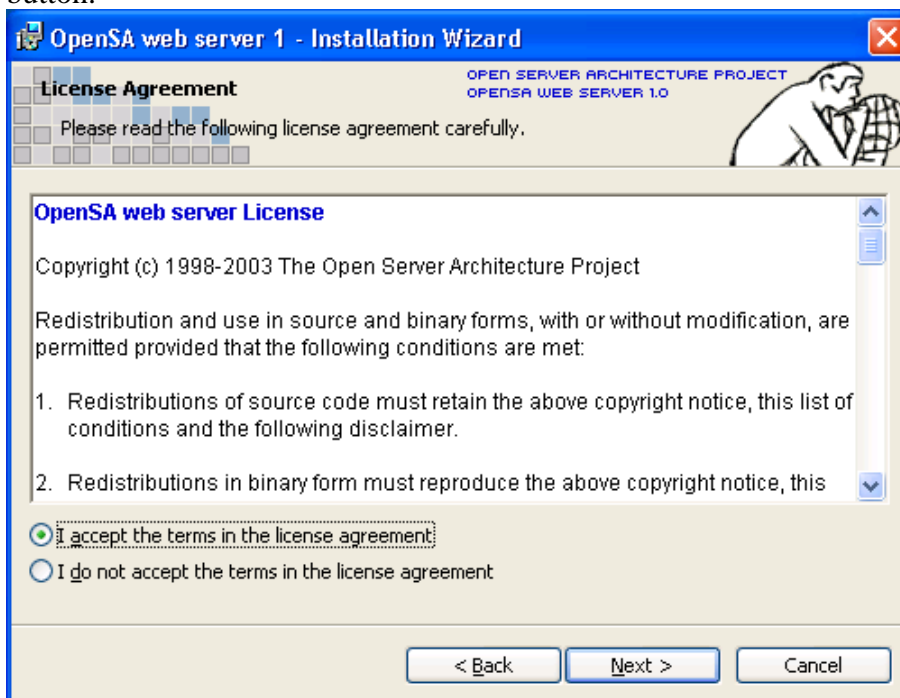 button.
OpenSA web server 1 - Installation Wizard
License Agreement
OPEN SERVER ARCHITECTURE PROJECT
OPENSA WEB SERVER 1.0
Please read the following license agreement carefully.
OpenSA web server License
Copyright (c) 1998-2003 The Open Server Architecture Project
Redistribution and use in source and binary forms, with or without modification, are
permitted provided that the following conditions are met:
1. Redistributions of source code must retain the above copyright notice, this list of
conditions and the following disclaimer.
2. Redistributions in binary form must reproduce the above copyright notice, this
I accept the terms in the license agreement
I do not accept the terms in the license agreement
< Back
Next >
Cancel